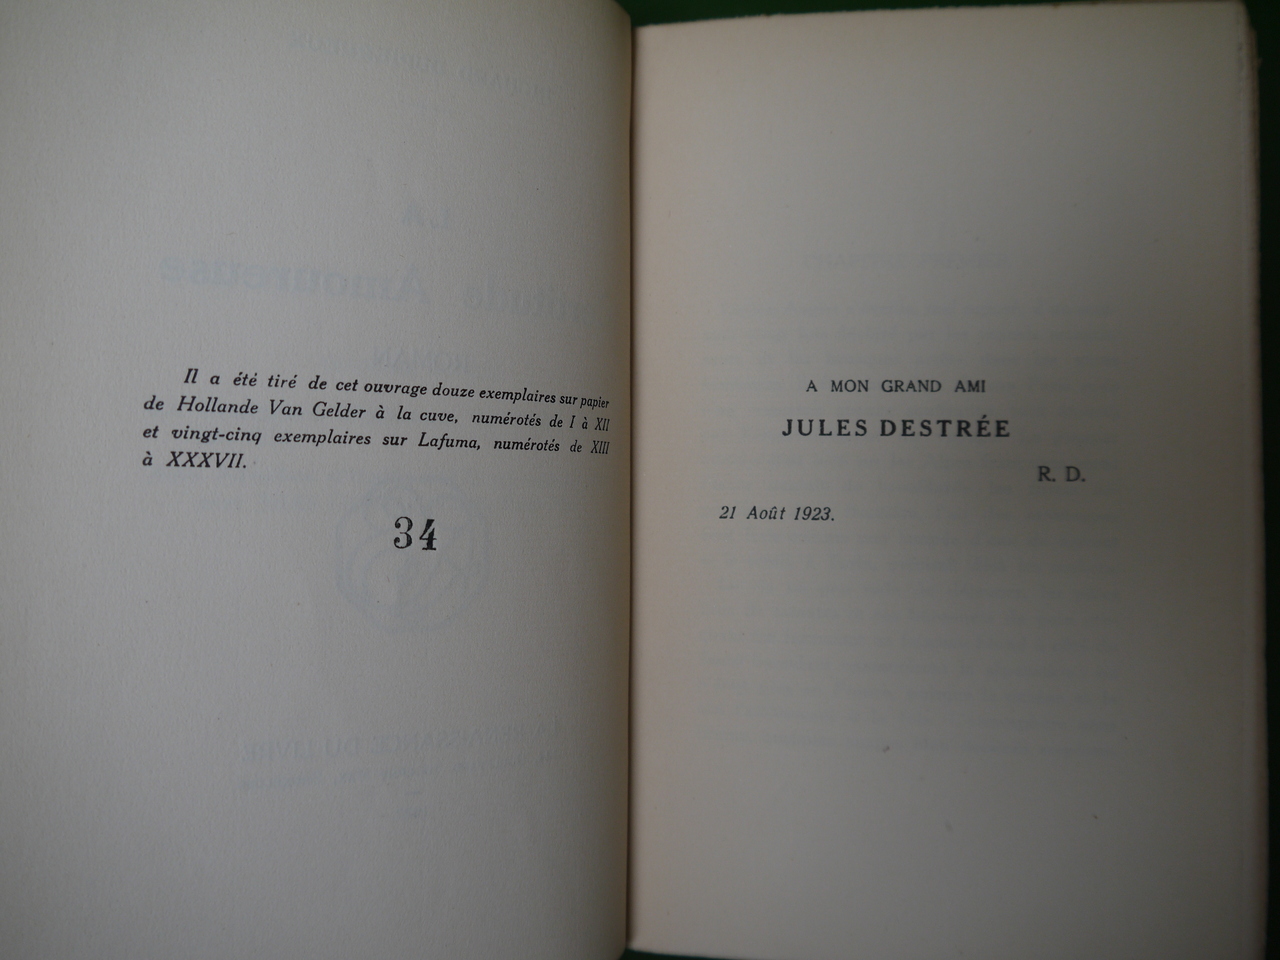 Il a été tiré de cet ouvrage douze exemplaires sur papier
de Hollande Van Gelder à la cuve, numérotés de I à XII
et vingt-cinq exemplaires sur Lafuma, numérotés de XIII
à XXXVII.
34
A MON GRAND AMI
JULES DESTRÉE
R. D.
21 Août 1923.